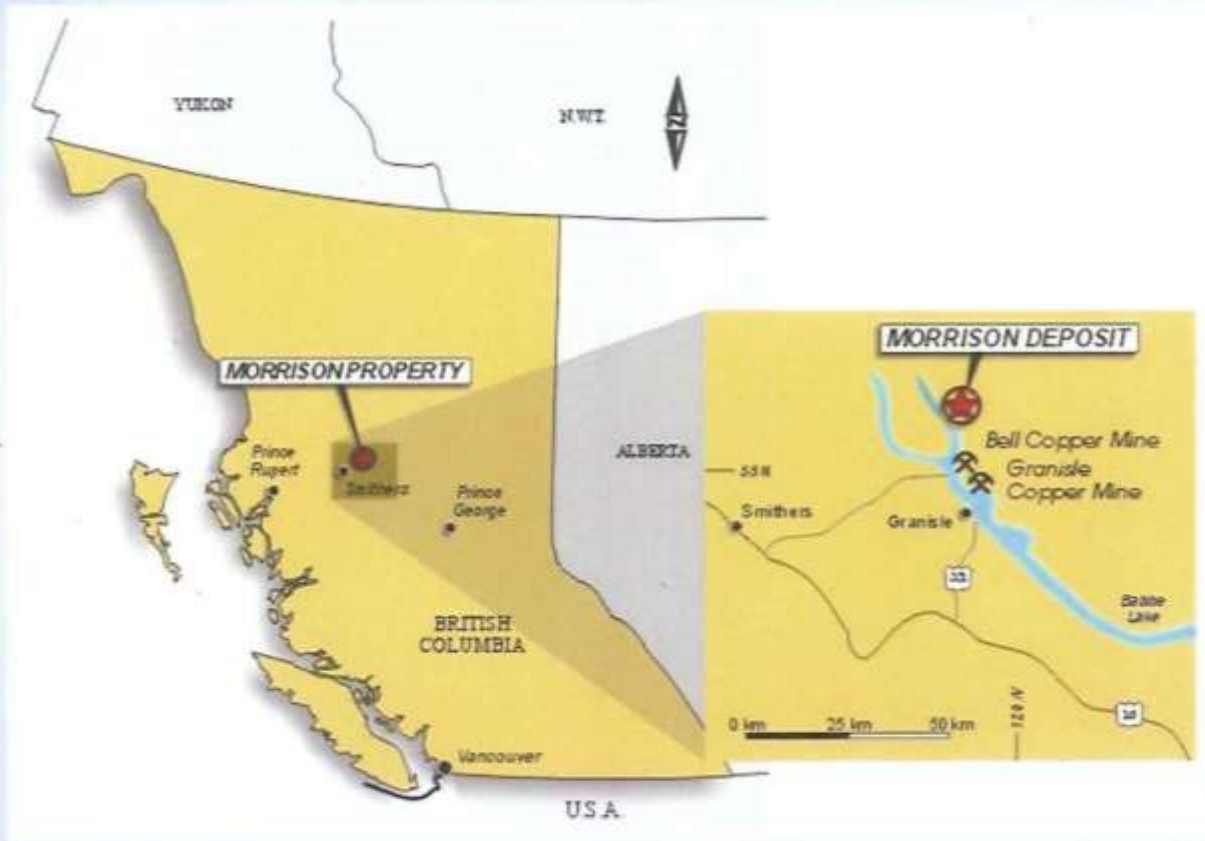 YUKON
N.W.T.
N
MORRISON PROPERTY
Prince
Rupert
Smithers
Prince
George
ALBERTA
BRITISH
COLUMBIA
Vancouver
U.S.A
MORRISON DEPOSIT
Bell Copper Mine
Granisle
Copper Mine
55 N
Smithers
Granisle
Babine
Lake
0 km 25 km 50 km
16